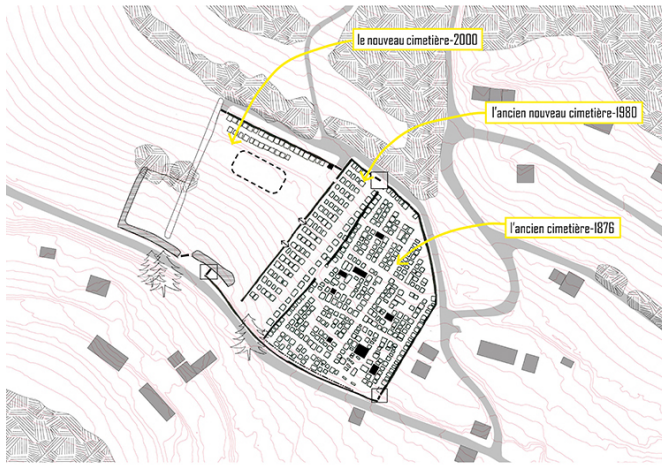 le nouveau cimetière-2000
l'ancien nouveau cimetière-1980
l'ancien cimetière-1876